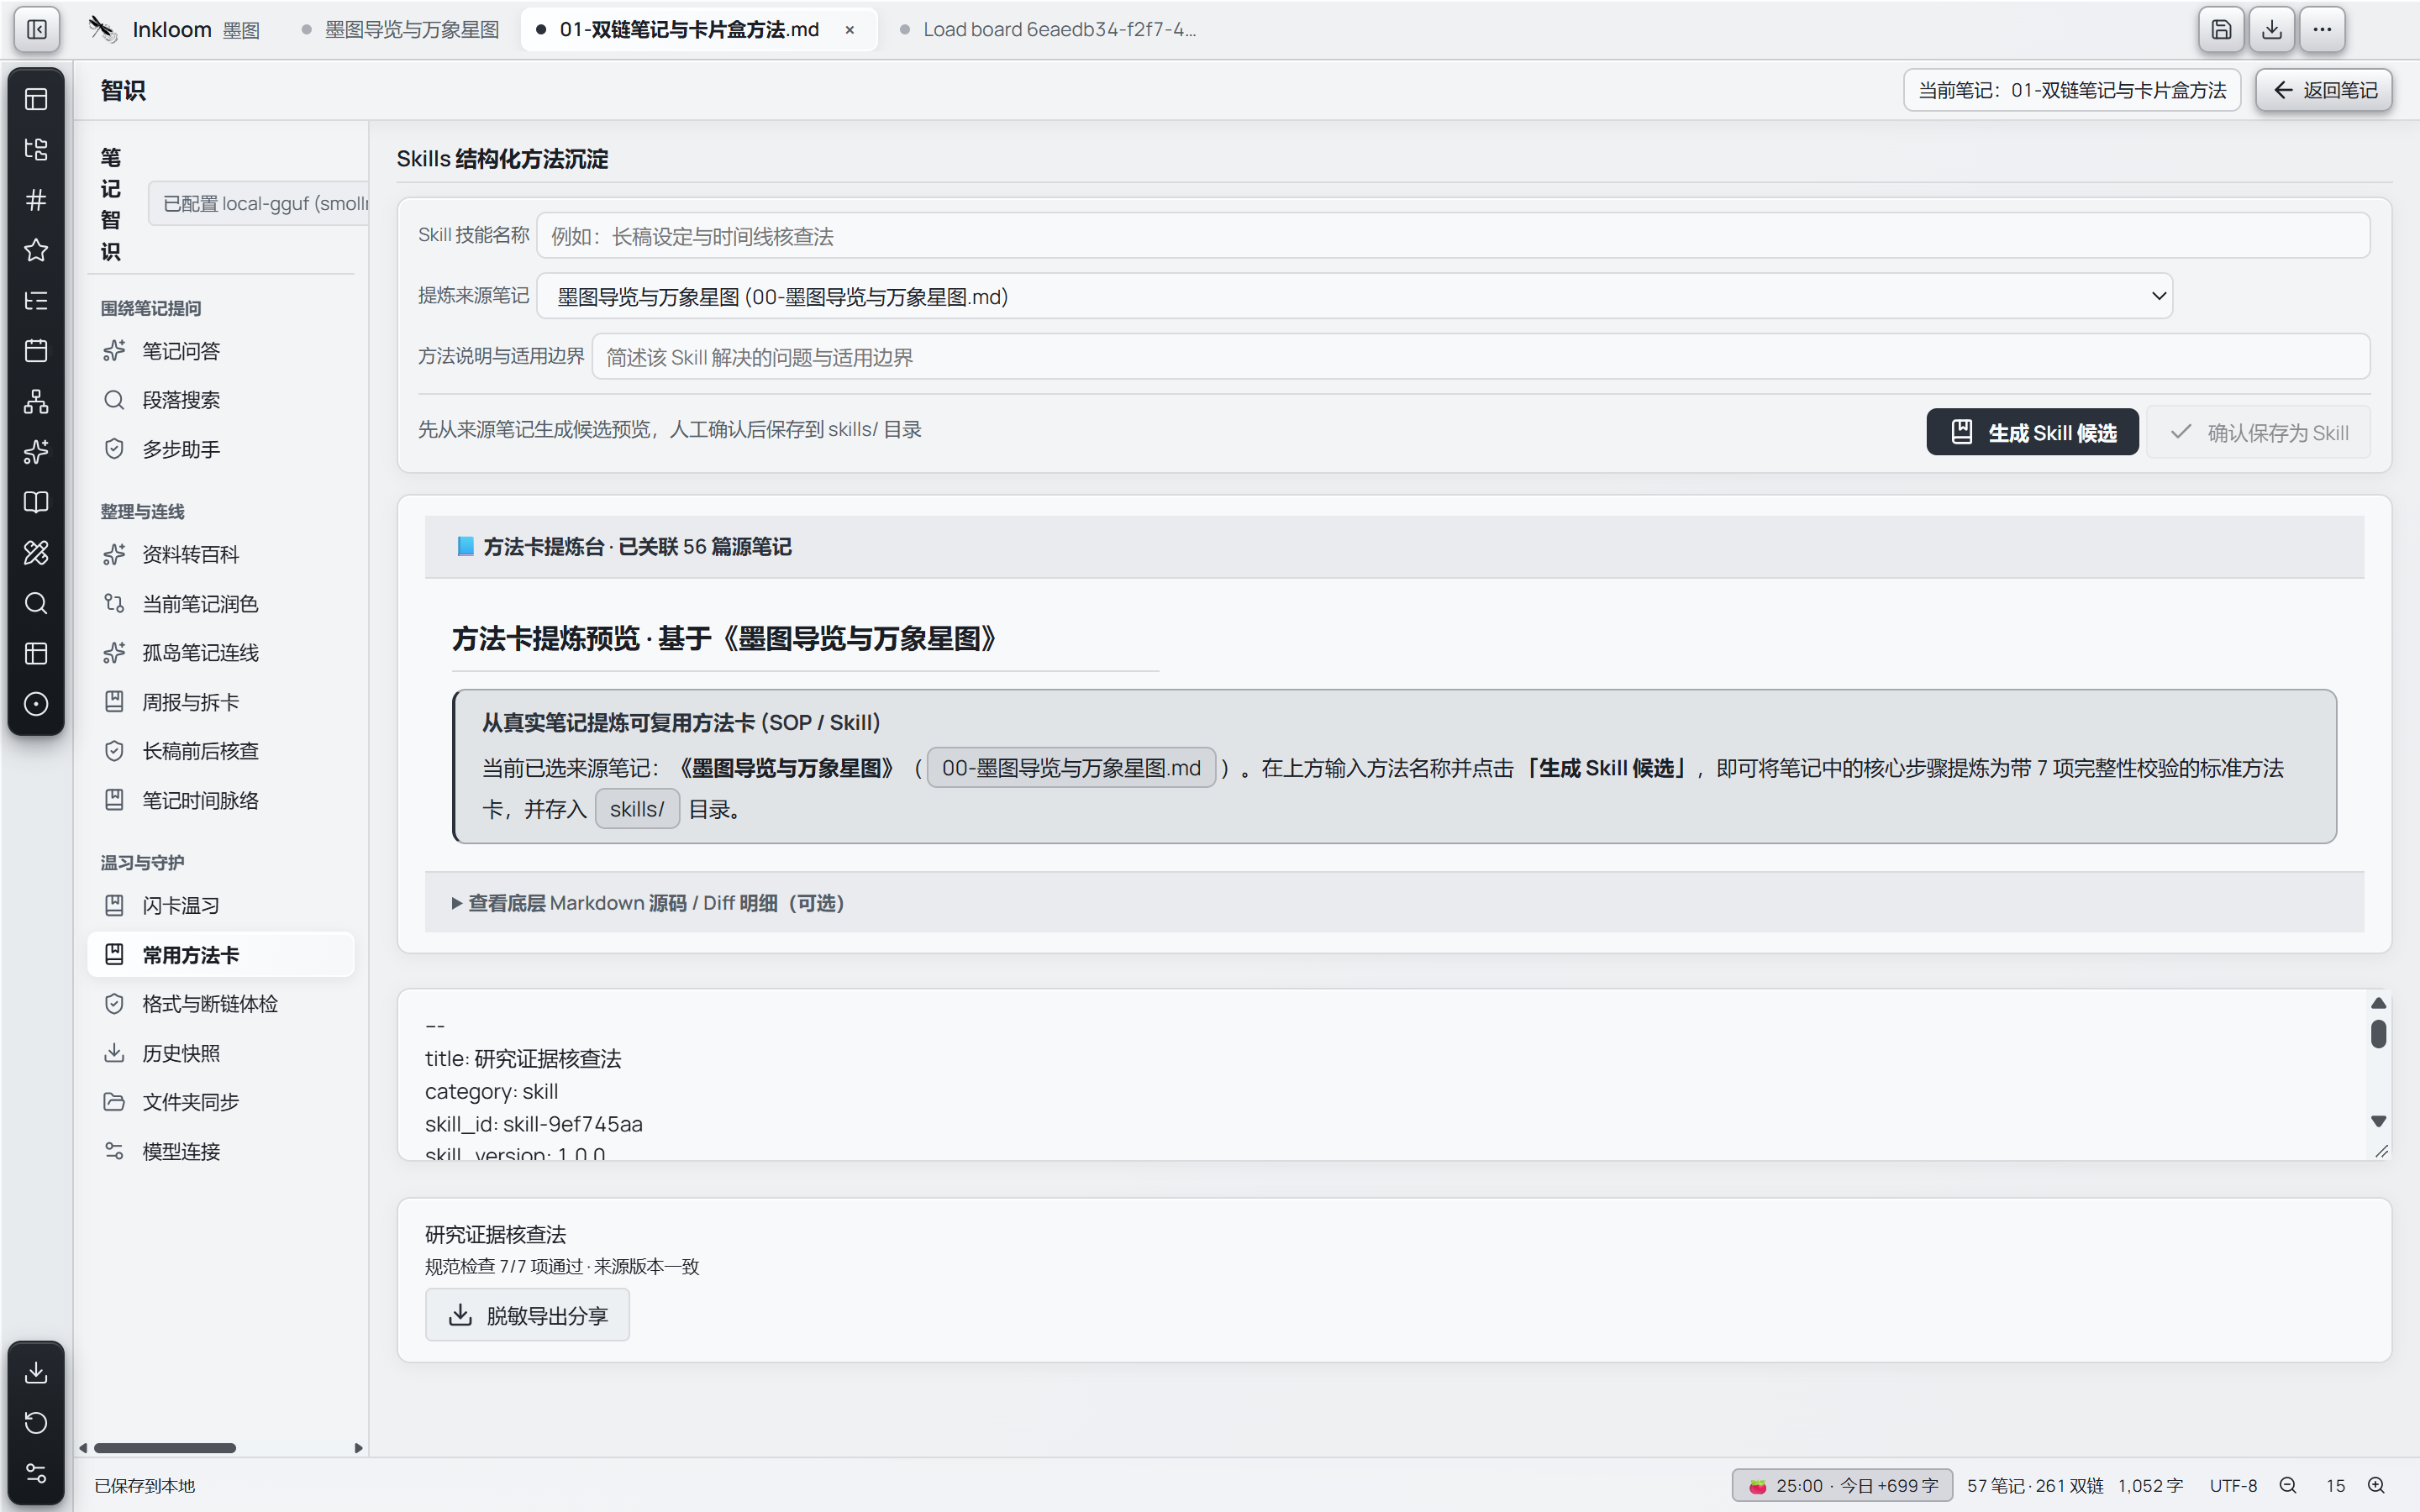 Inkloom 墨图
墨图导览与万象星图
01-双链笔记与卡片盒方法.md ×
Load board 6eaedb34-f2f7-4...
智识
当前笔记：01-双链笔记与卡片盒方法
返回笔记
笔记智识
已配置 local-gguf (smoll
围绕笔记提问
笔记问答
段落搜索
多步助手
整理与连线
资料转百科
当前笔记润色
孤岛笔记连线
周报与拆卡
长稿前后核查
笔记时间脉络
温习与守护
闪卡温习
常用方法卡
格式与断链体检
历史快照
文件夹同步
模型连接
Skills 结构化方法沉淀
Skill 技能名称 例如：长稿设定与时间线核查法
提炼来源笔记 墨图导览与万象星图 (00-墨图导览与万象星图.md)
方法说明与适用边界 简述该 Skill 解决的问题与适用边界
先从来源笔记生成候选预览，人工确认后保存到 skills/ 目录
生成 Skill 候选
确认保存为 Skill
📘 方法卡提炼台 · 已关联 56 篇源笔记
方法卡提炼预览 · 基于《墨图导览与万象星图》
从真实笔记提炼可复用方法卡 (SOP / Skill)
当前已选来源笔记：《墨图导览与万象星图》（ 00-墨图导览与万象星图.md ）。在上方输入方法名称并点击「生成 Skill 候选」，即可将笔记中的核心步骤提炼为带 7 项完整性校验的标准方法
卡，并存入 skills/ 目录。
▶ 查看底层 Markdown 源码 / Diff 明细（可选）
--
title: 研究证据核查法
category: skill
skill_id: skill-9ef745aa
skill_version: 1.0.0
研究证据核查法
规范检查 7/7 项通过 · 来源版本一致
脱敏导出分享
已保存到本地
25:00 · 今日 +699 字
57 笔记 · 261 双链
1,052 字
UTF-8
15